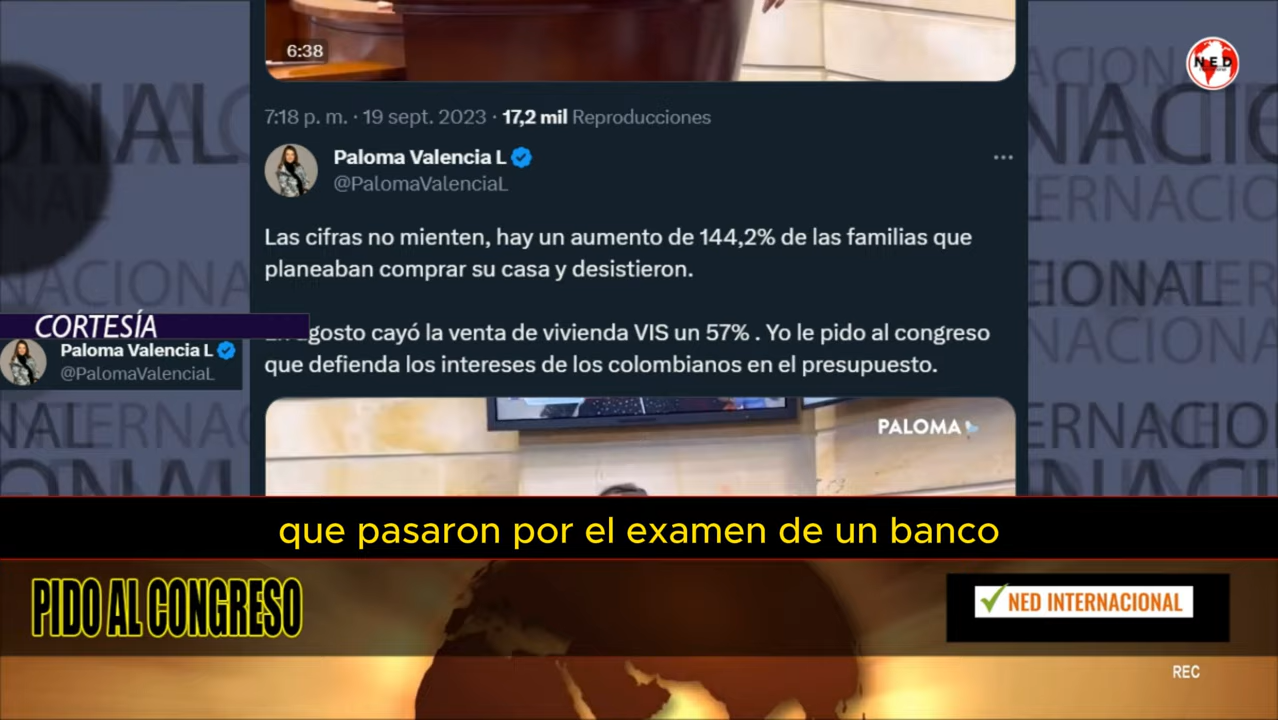 6:38
NED
7:18 p. m. · 19 sept. 2023 · 17,2 mil Reproducciones
Paloma Valencia L
@PalomaValenciaL
Las cifras no mienten, hay un aumento de 144,2% de las familias que
planeaban comprar su casa y desistieron.
CORTESÍA
Paloma Valencia L
@PalomaValenciaL
agosto cayó la venta de vivienda VIS un 57% . Yo le pido al congreso
que defienda los intereses de los colombianos en el presupuesto.
PALOMA
que pasaron por el examen de un banco
PIDO AL CONGRESO
NED INTERNACIONAL
REC